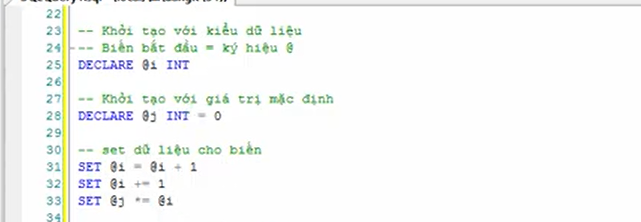 22
23 -- Khởi tạo với kiểu dữ liệu
24 --- Biến bắt đầu = ký hiệu @
25 DECLARE @i INT
26
27 -- Khởi tạo với giá trị mặc định
28 DECLARE @j INT = 0
29
30 -- set dữ liệu cho biến
31 SET @i = @i + 1
32 SET @i += 1
33 SET @j *= @i
34